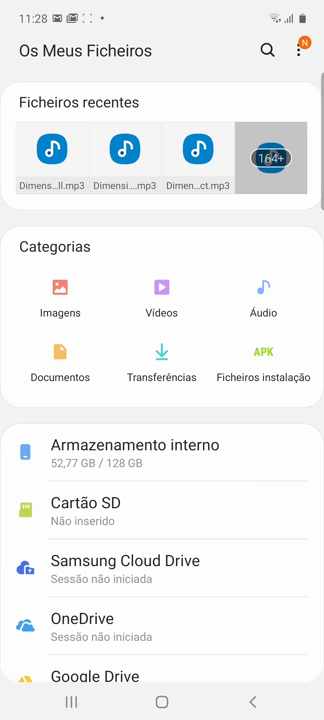 11:28
Os Meus Ficheiros
N
Ficheiros recentes
Dimens...ll.mp3
Dimensi....mp3
Dimen...ct.mp3
164+
Categorias
Imagens
Vídeos
Áudio
APK
Documentos
Transferências
Ficheiros instalação
Armazenamento interno
52,77 GB / 128 GB
Cartão SD
Não inserido
Samsung Cloud Drive
Sessão não iniciada
OneDrive
Sessão não iniciada
Google Drive